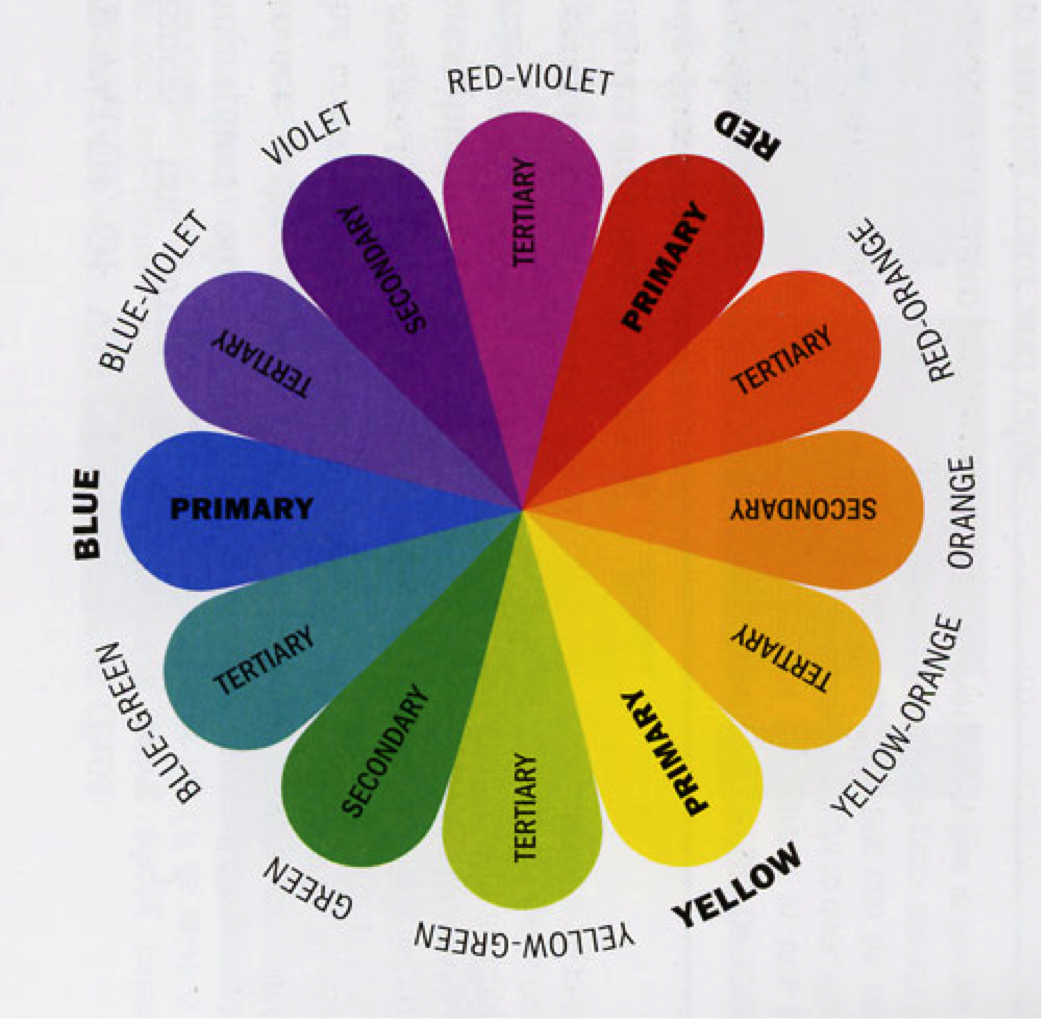 RED-VIOLET
TERTIARY
RED
PRIMARY
RED-ORANGE
TERTIARY
ORANGE
SECONDARY
YELLOW-ORANGE
TERTIARY
YELLOW
PRIMARY
YELLOW-GREEN
TERTIARY
GREEN
SECONDARY
BLUE-GREEN
TERTIARY
BLUE
PRIMARY
BLUE-VIOLET
TERTIARY
VIOLET
SECONDARY